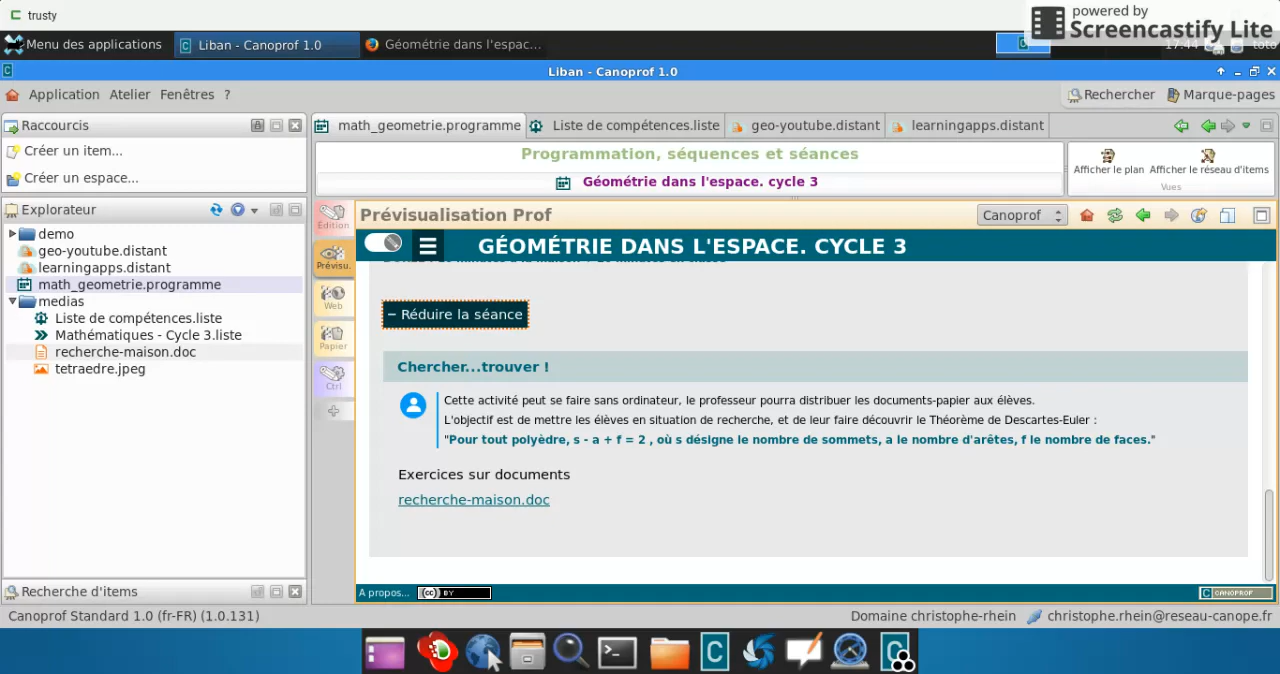 trusty
powered by
Screencastify Lite
Menu des applications
Liban - Canoprof 1.0
Géométrie dans l'espac...
17:44
toto
Liban - Canoprof 1.0
Application Atelier Fenêtres ?
Rechercher
Marque-pages
Raccourcis
Créer un item...
Créer un espace...
math_geometrie.programme
Liste de compétences.liste
geo-youtube.distant
learningapps.distant
Programmation, séquences et séances
Géométrie dans l'espace. cycle 3
Afficher le plan
Afficher le réseau d'items
Vues
Explorateur
demo
geo-youtube.distant
learningapps.distant
math_geometrie.programme
medias
Liste de compétences.liste
Mathématiques - Cycle 3.liste
recherche-maison.doc
tetraedre.jpeg
Recherche d'items
Edition
Prévisu.
Web
Papier
Ctrl
Prévisualisation Prof
Canoprof
GÉOMÉTRIE DANS L'ESPACE. CYCLE 3
− Réduire la séance
Chercher...trouver !
Cette activité peut se faire sans ordinateur, le professeur pourra distribuer les documents-papier aux élèves.
L'objectif est de mettre les élèves en situation de recherche, et de leur faire découvrir le Théorème de Descartes-Euler :
"Pour tout polyèdre, s - a + f = 2 , où s désigne le nombre de sommets, a le nombre d'arêtes, f le nombre de faces."
Exercices sur documents
recherche-maison.doc
A propos...
cc BY
C CANOPROF
Canoprof Standard 1.0 (fr-FR) (1.0.131)
Domaine christophe-rhein
christophe.rhein@reseau-canope.fr